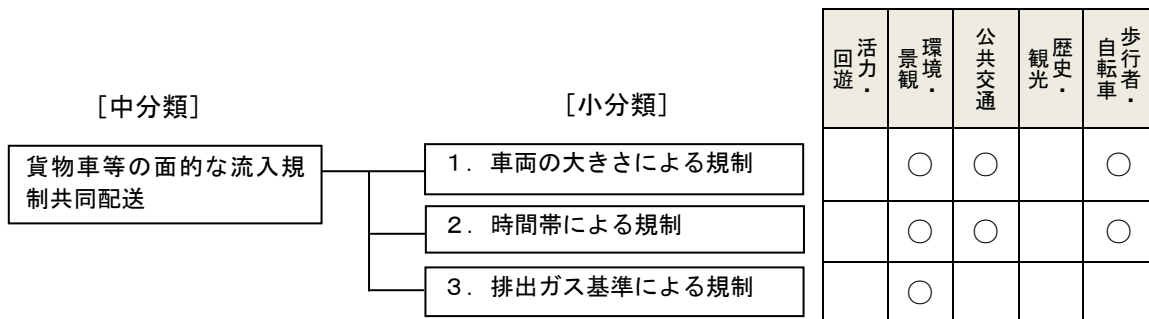 活力・
回遊
環境・
景観
公共交通
歴史・
観光
歩行者・
自転車
［中分類］
［小分類］
貨物車等の面的な流入規
制共同配送
１．車両の大きさによる規制
○ ○ ○
２．時間帯による規制
○ ○ ○
３．排出ガス基準による規制
○